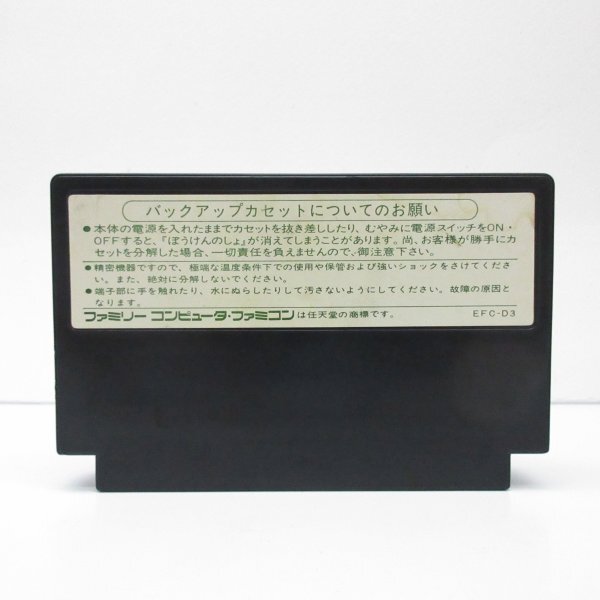 バックアップカセットについてのお願い
●本体の電源を入れたままでカセットを抜き差ししたり、むやみに電源スイッチをON・
OFFすると、『ぼうけんのしょ』が消えてしまうことがあります。尚、お客様が勝手にカ
セットを分解した場合、一切責任を負えませんので、御注意下さい。
●精密機器ですので、極端な温度条件下での使用や保管および強いショックをさけてくださ
い。また、絶対に分解しないでください。
●端子部に手を触れたり、水にぬらしたりして汚さないようにしてください。故障の原因と
なります。
ファミリーコンピュータ・ファミコンは任天堂の商標です。 EFC-D3